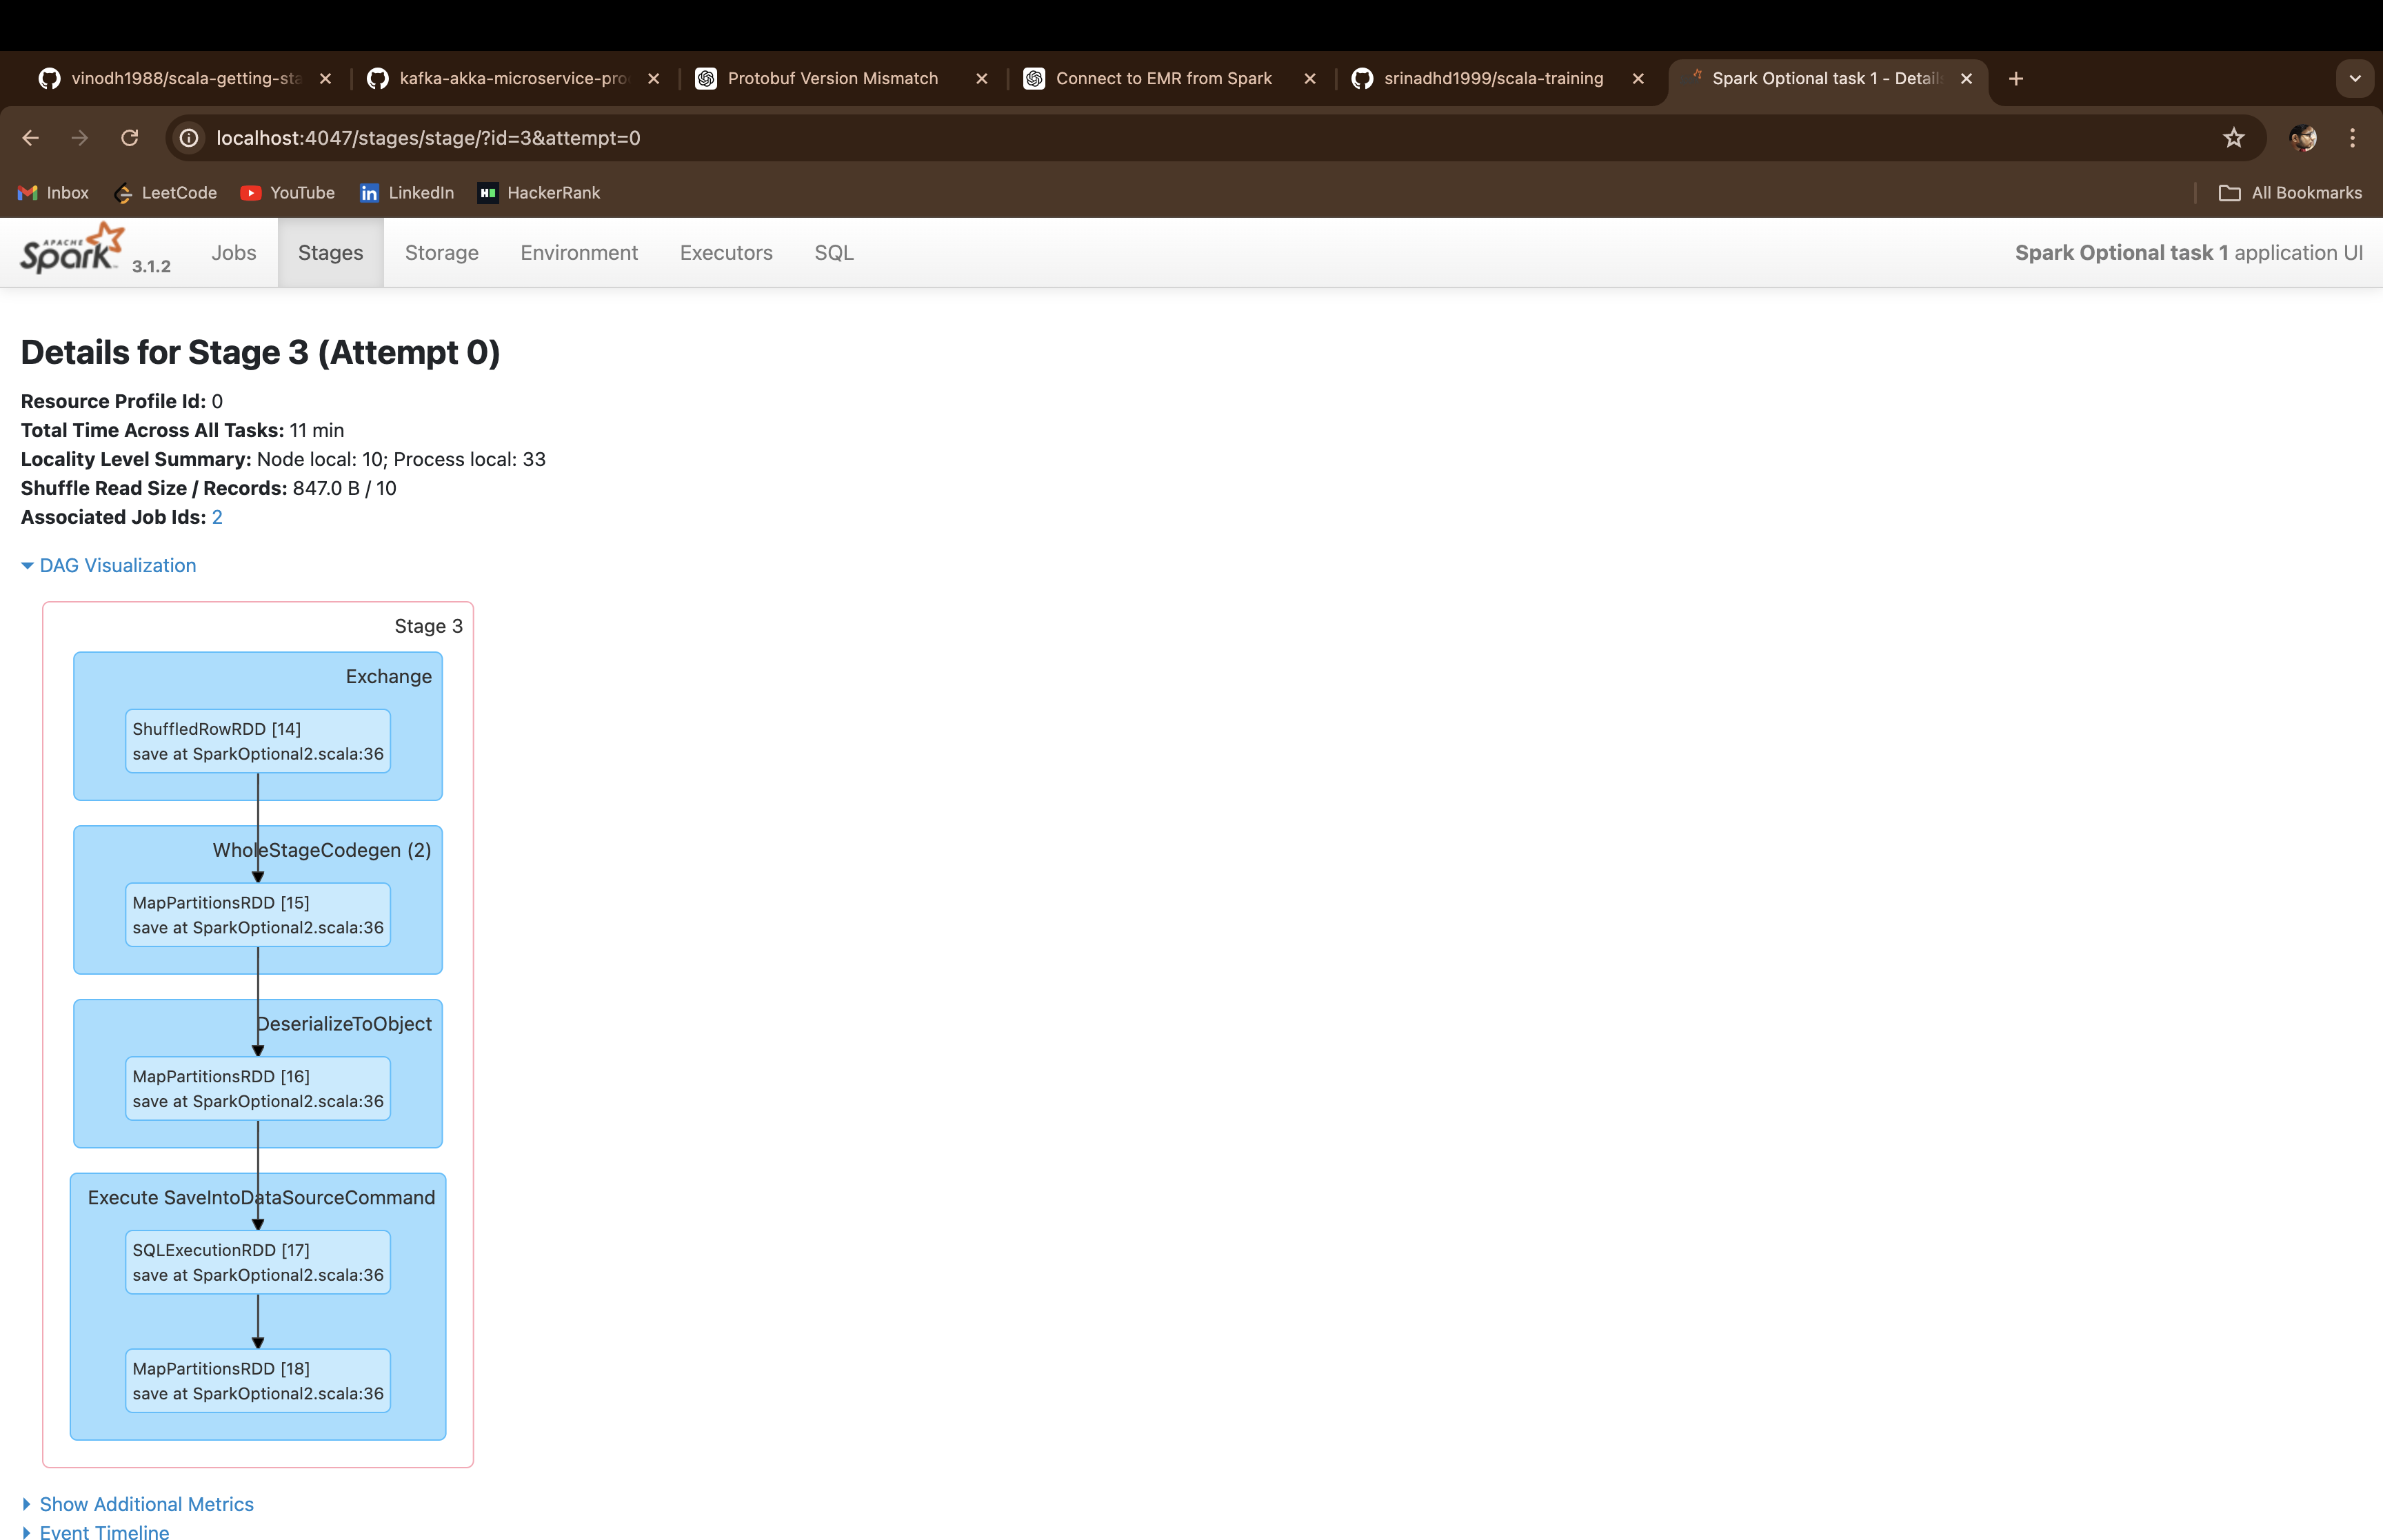 vinodh1988/scala-getting-sta
kafka-akka-microservice-pro
Protobuf Version Mismatch
Connect to EMR from Spark
srinadhd1999/scala-training
Spark Optional task 1 - Detail
localhost:4047/stages/stage/?id=3&attempt=0
Inbox LeetCode YouTube LinkedIn HackerRank All Bookmarks
APACHE Spark 3.1.2 Jobs Stages Storage Environment Executors SQL Spark Optional task 1 application UI
Details for Stage 3 (Attempt 0)
Resource Profile Id: 0
Total Time Across All Tasks: 11 min
Locality Level Summary: Node local: 10; Process local: 33
Shuffle Read Size / Records: 847.0 B / 10
Associated Job Ids: 2
DAG Visualization
Stage 3
Exchange
ShuffledRowRDD [14]
save at SparkOptional2.scala:36
WholeStageCodegen (2)
MapPartitionsRDD [15]
save at SparkOptional2.scala:36
DeserializeToObject
MapPartitionsRDD [16]
save at SparkOptional2.scala:36
Execute SaveIntoDataSourceCommand
SQLExecutionRDD [17]
save at SparkOptional2.scala:36
MapPartitionsRDD [18]
save at SparkOptional2.scala:36
Show Additional Metrics
Event Timeline